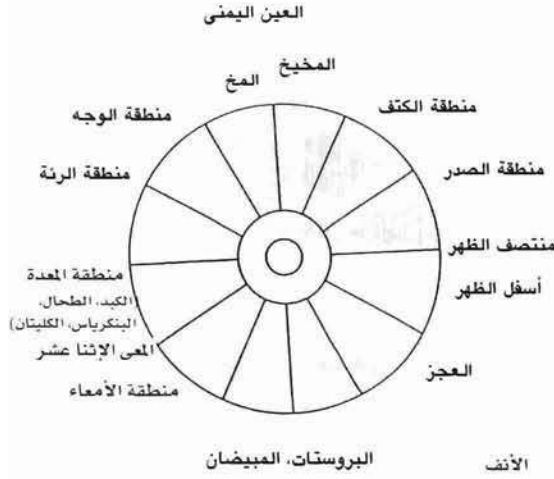 العين اليمنى
المخيخ
المخ
منطقة الكتف
منطقة الوجه
منطقة الصدر
منطقة الرئة
منتصف الظهر
أسفل الظهر
منطقة المعدة
(الكبد، الطحال،
البنكرياس، الكليتان)
المعى الإثنا عشر
العجز
منطقة الأمعاء
البروستات، المبيضان
الأنف